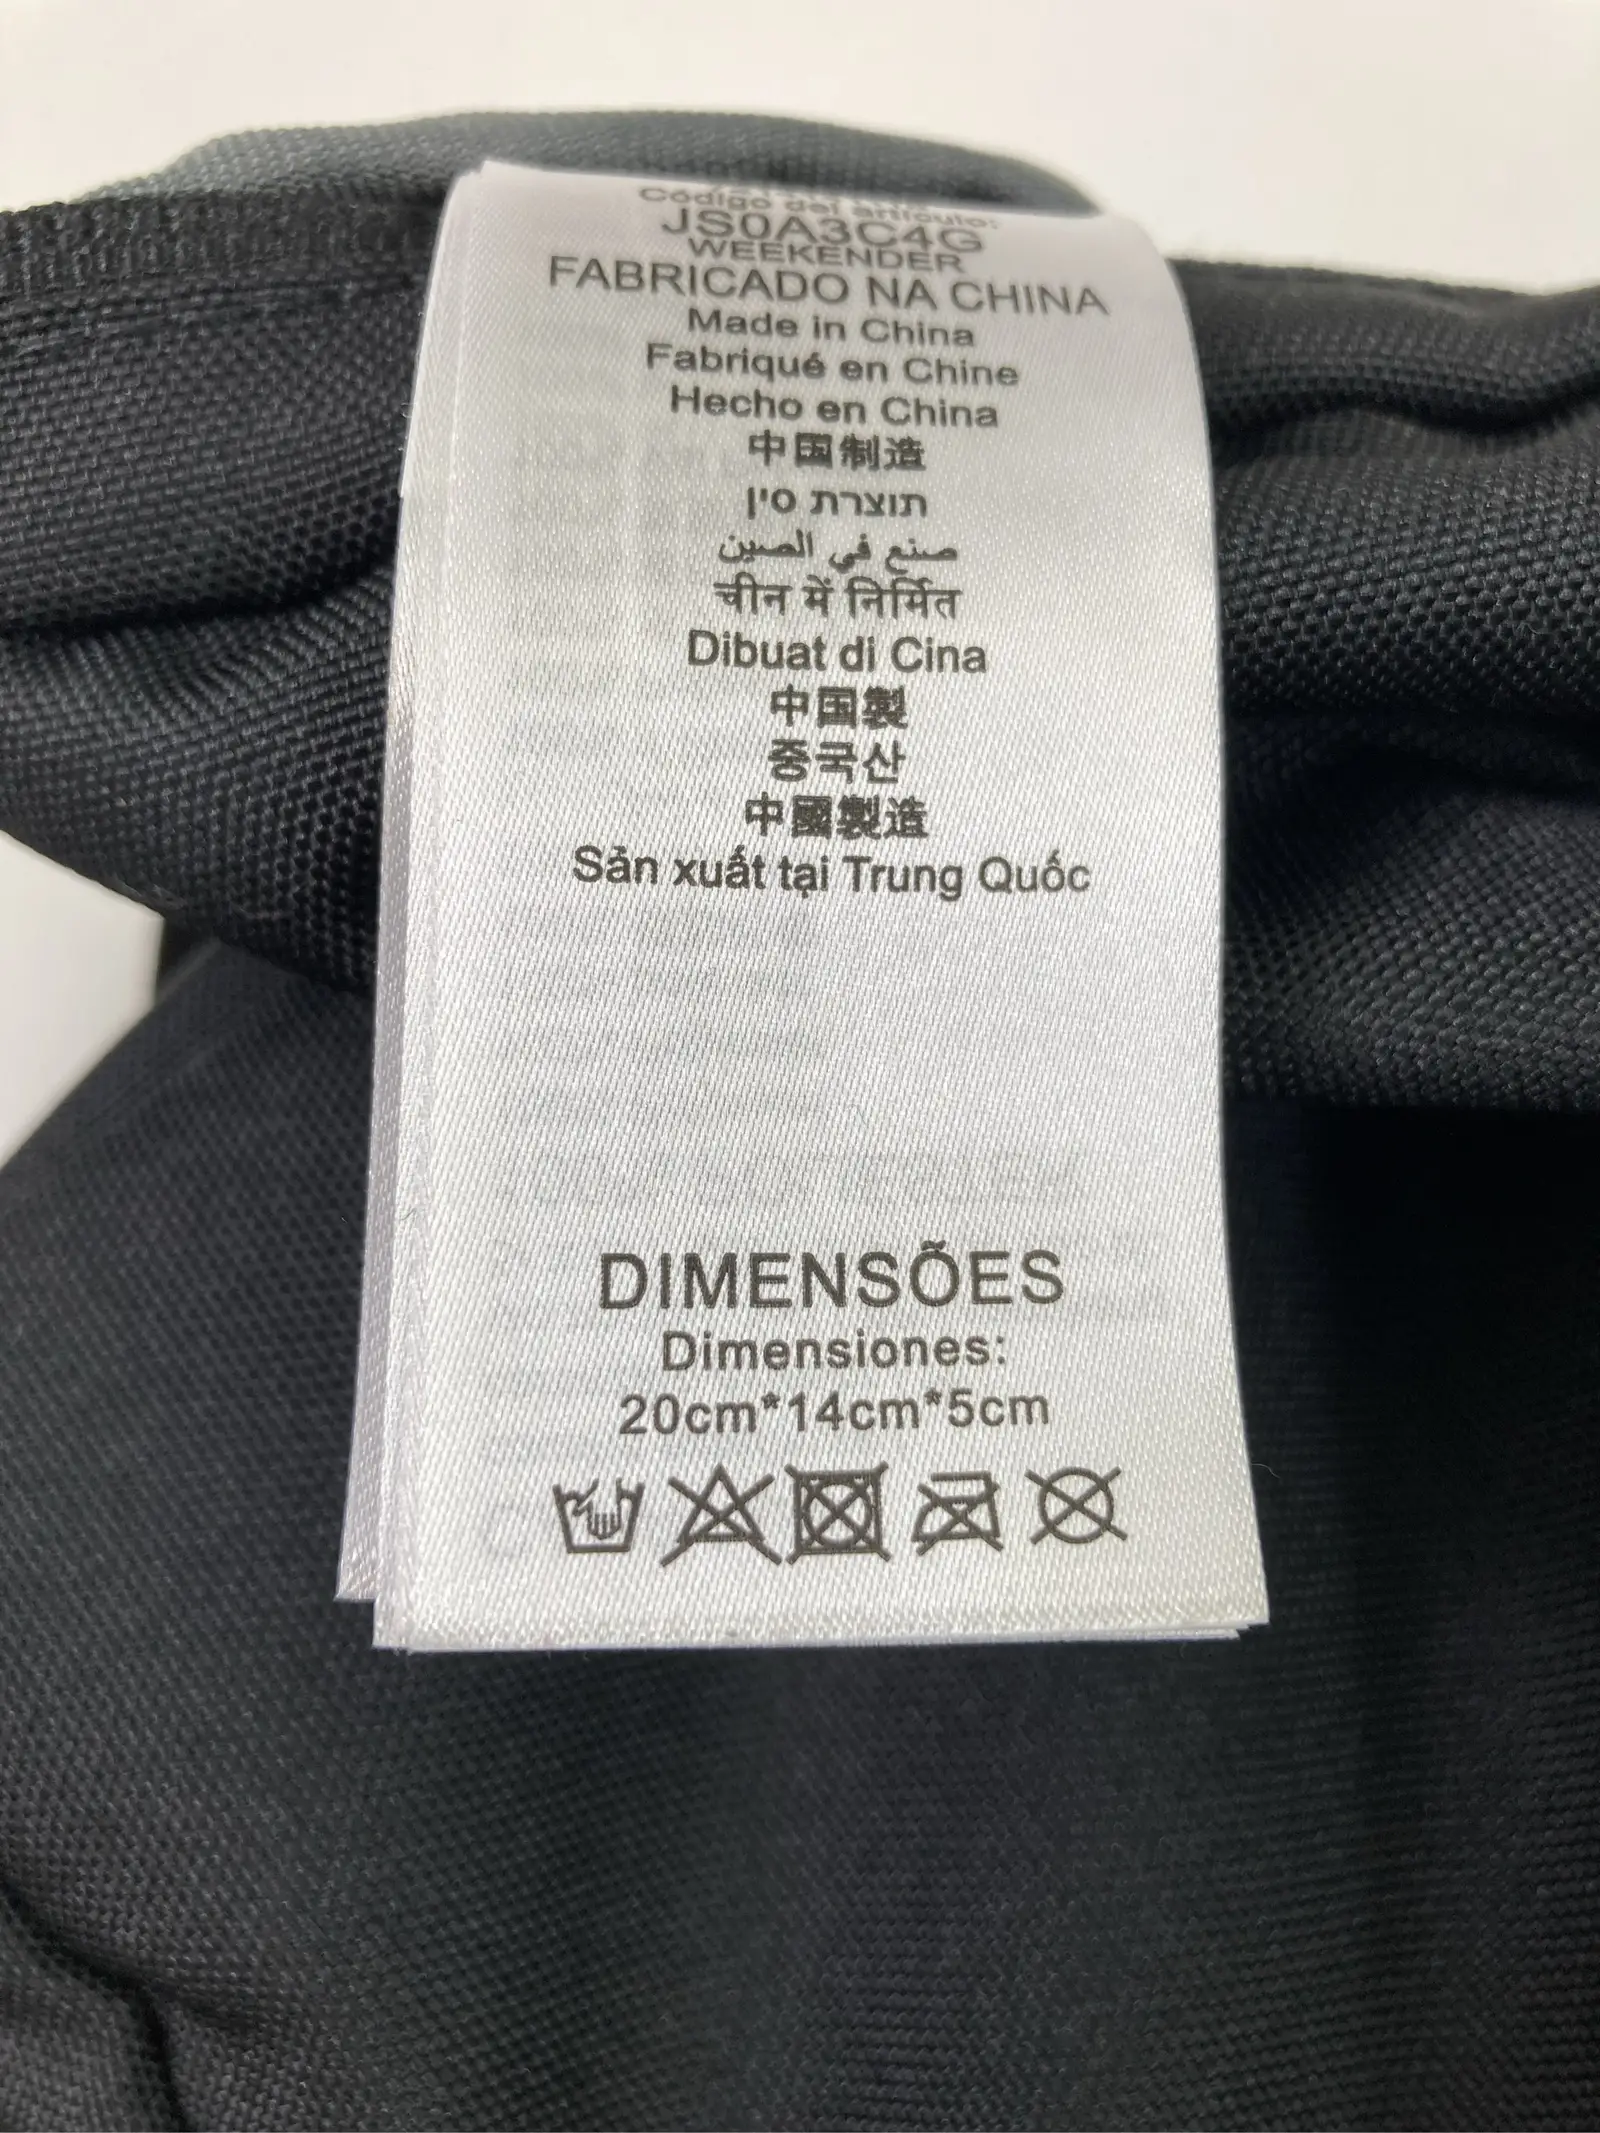 Código del artículo:
JS0A3C4G
WEEKENDER
FABRICADO NA CHINA
Made in China
Fabriqué en Chine
Hecho en China
中国制造
תוצרת סין
صنع في الصين
चीन में निर्मित
Dibuat di Cina
中国製
중국산
中國製造
Sản xuất tại Trung Quốc
DIMENSÕES
Dimensiones:
20cm*14cm*5cm